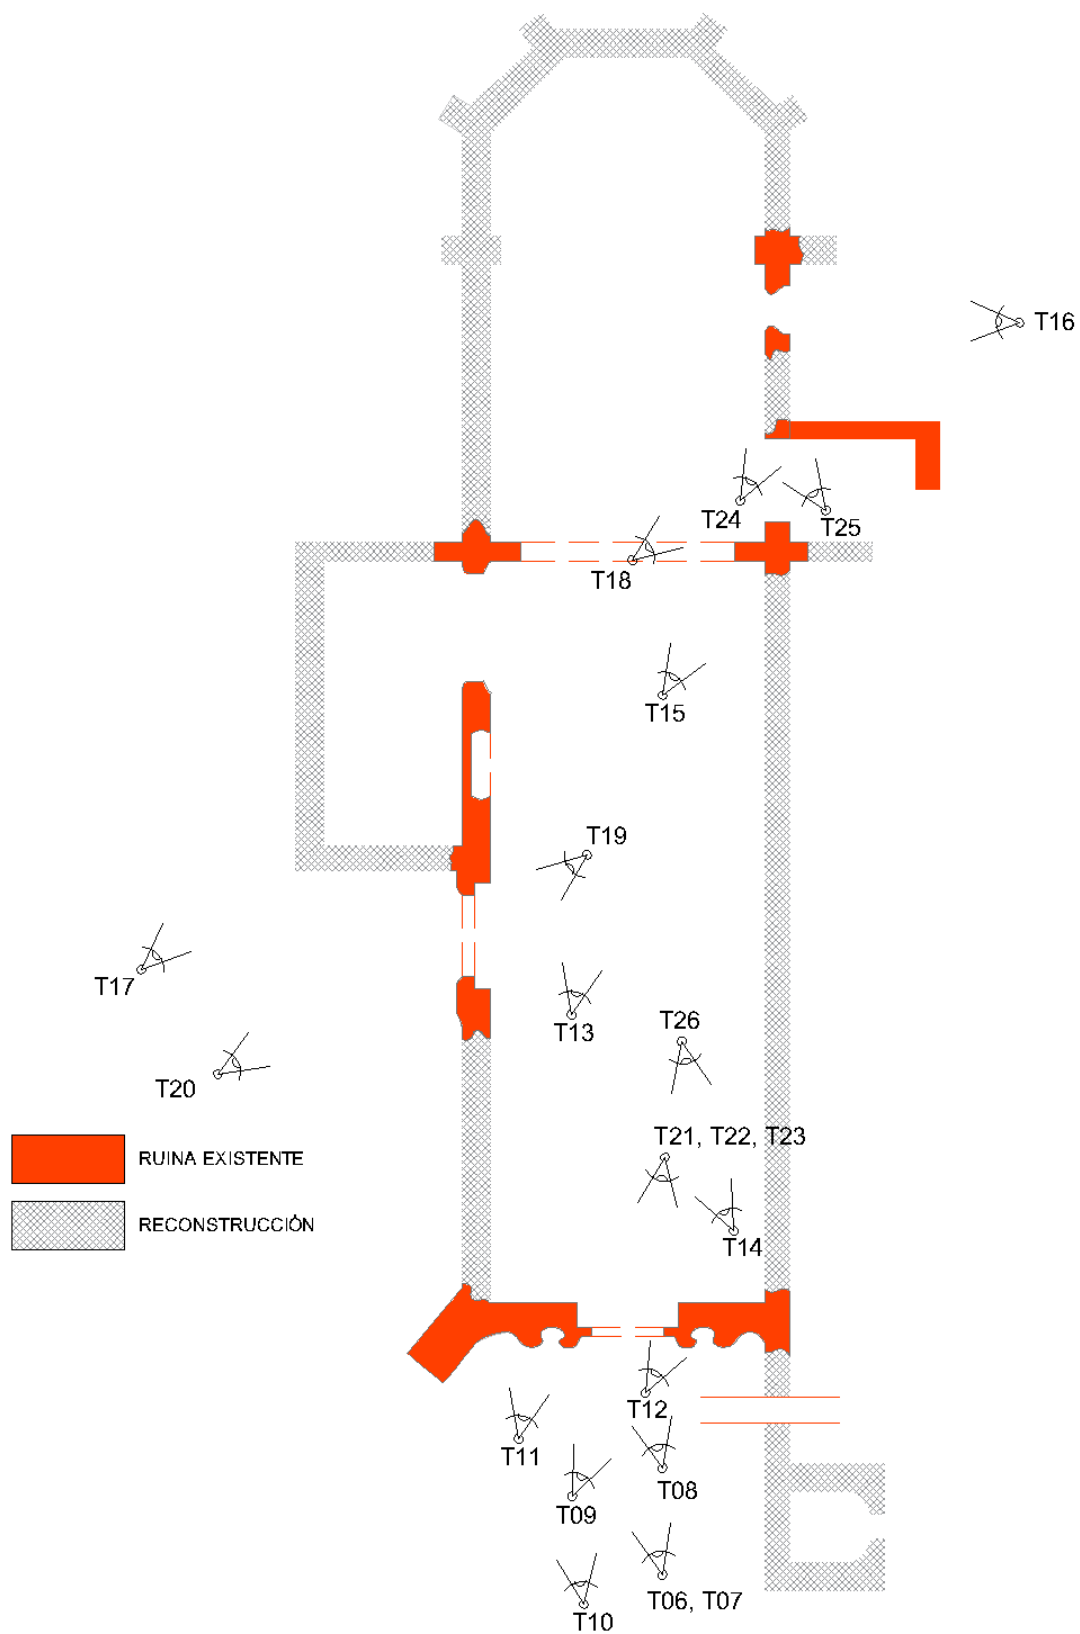 T16
T24
T25
T18
T15
T19
T17
T13
T26
T20
T21, T22, T23
RUINA EXISTENTE
RECONSTRUCCIÓN
T14
T12
T11
T08
T09
T06, T07
T10